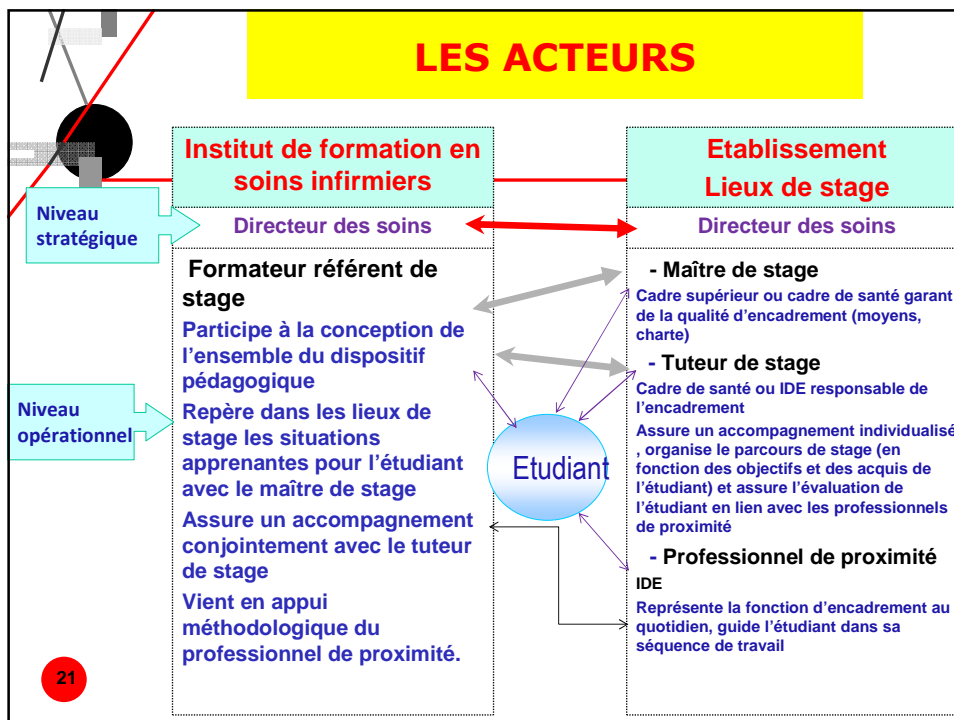 LES ACTEURS
Institut de formation en
soins infirmiers
Etablissement
Lieux de stage
Niveau
stratégique
Directeur des soins
Directeur des soins
Formateur référent de
stage
Participe à la conception de
l'ensemble du dispositif
pédagogique
Repère dans les lieux de
stage les situations
apprenantes pour l'étudiant
avec le maître de stage
Assure un accompagnement
conjointement avec le tuteur
de stage
Vient en appui
méthodologique du
professionnel de proximité.
Niveau
opérationnel
Etudiant
- Maître de stage
Cadre supérieur ou cadre de santé garant
de la qualité d'encadrement (moyens,
charte)
- Tuteur de stage
Cadre de santé ou IDE responsable de
l'encadrement
Assure un accompagnement individualisé
, organise le parcours de stage (en
fonction des objectifs et des acquis de
l'étudiant) et assure l'évaluation de
l'étudiant en lien avec les professionnels
de proximité
- Professionnel de proximité
IDE
Représente la fonction d'encadrement au
quotidien, guide l'étudiant dans sa
séquence de travail
21